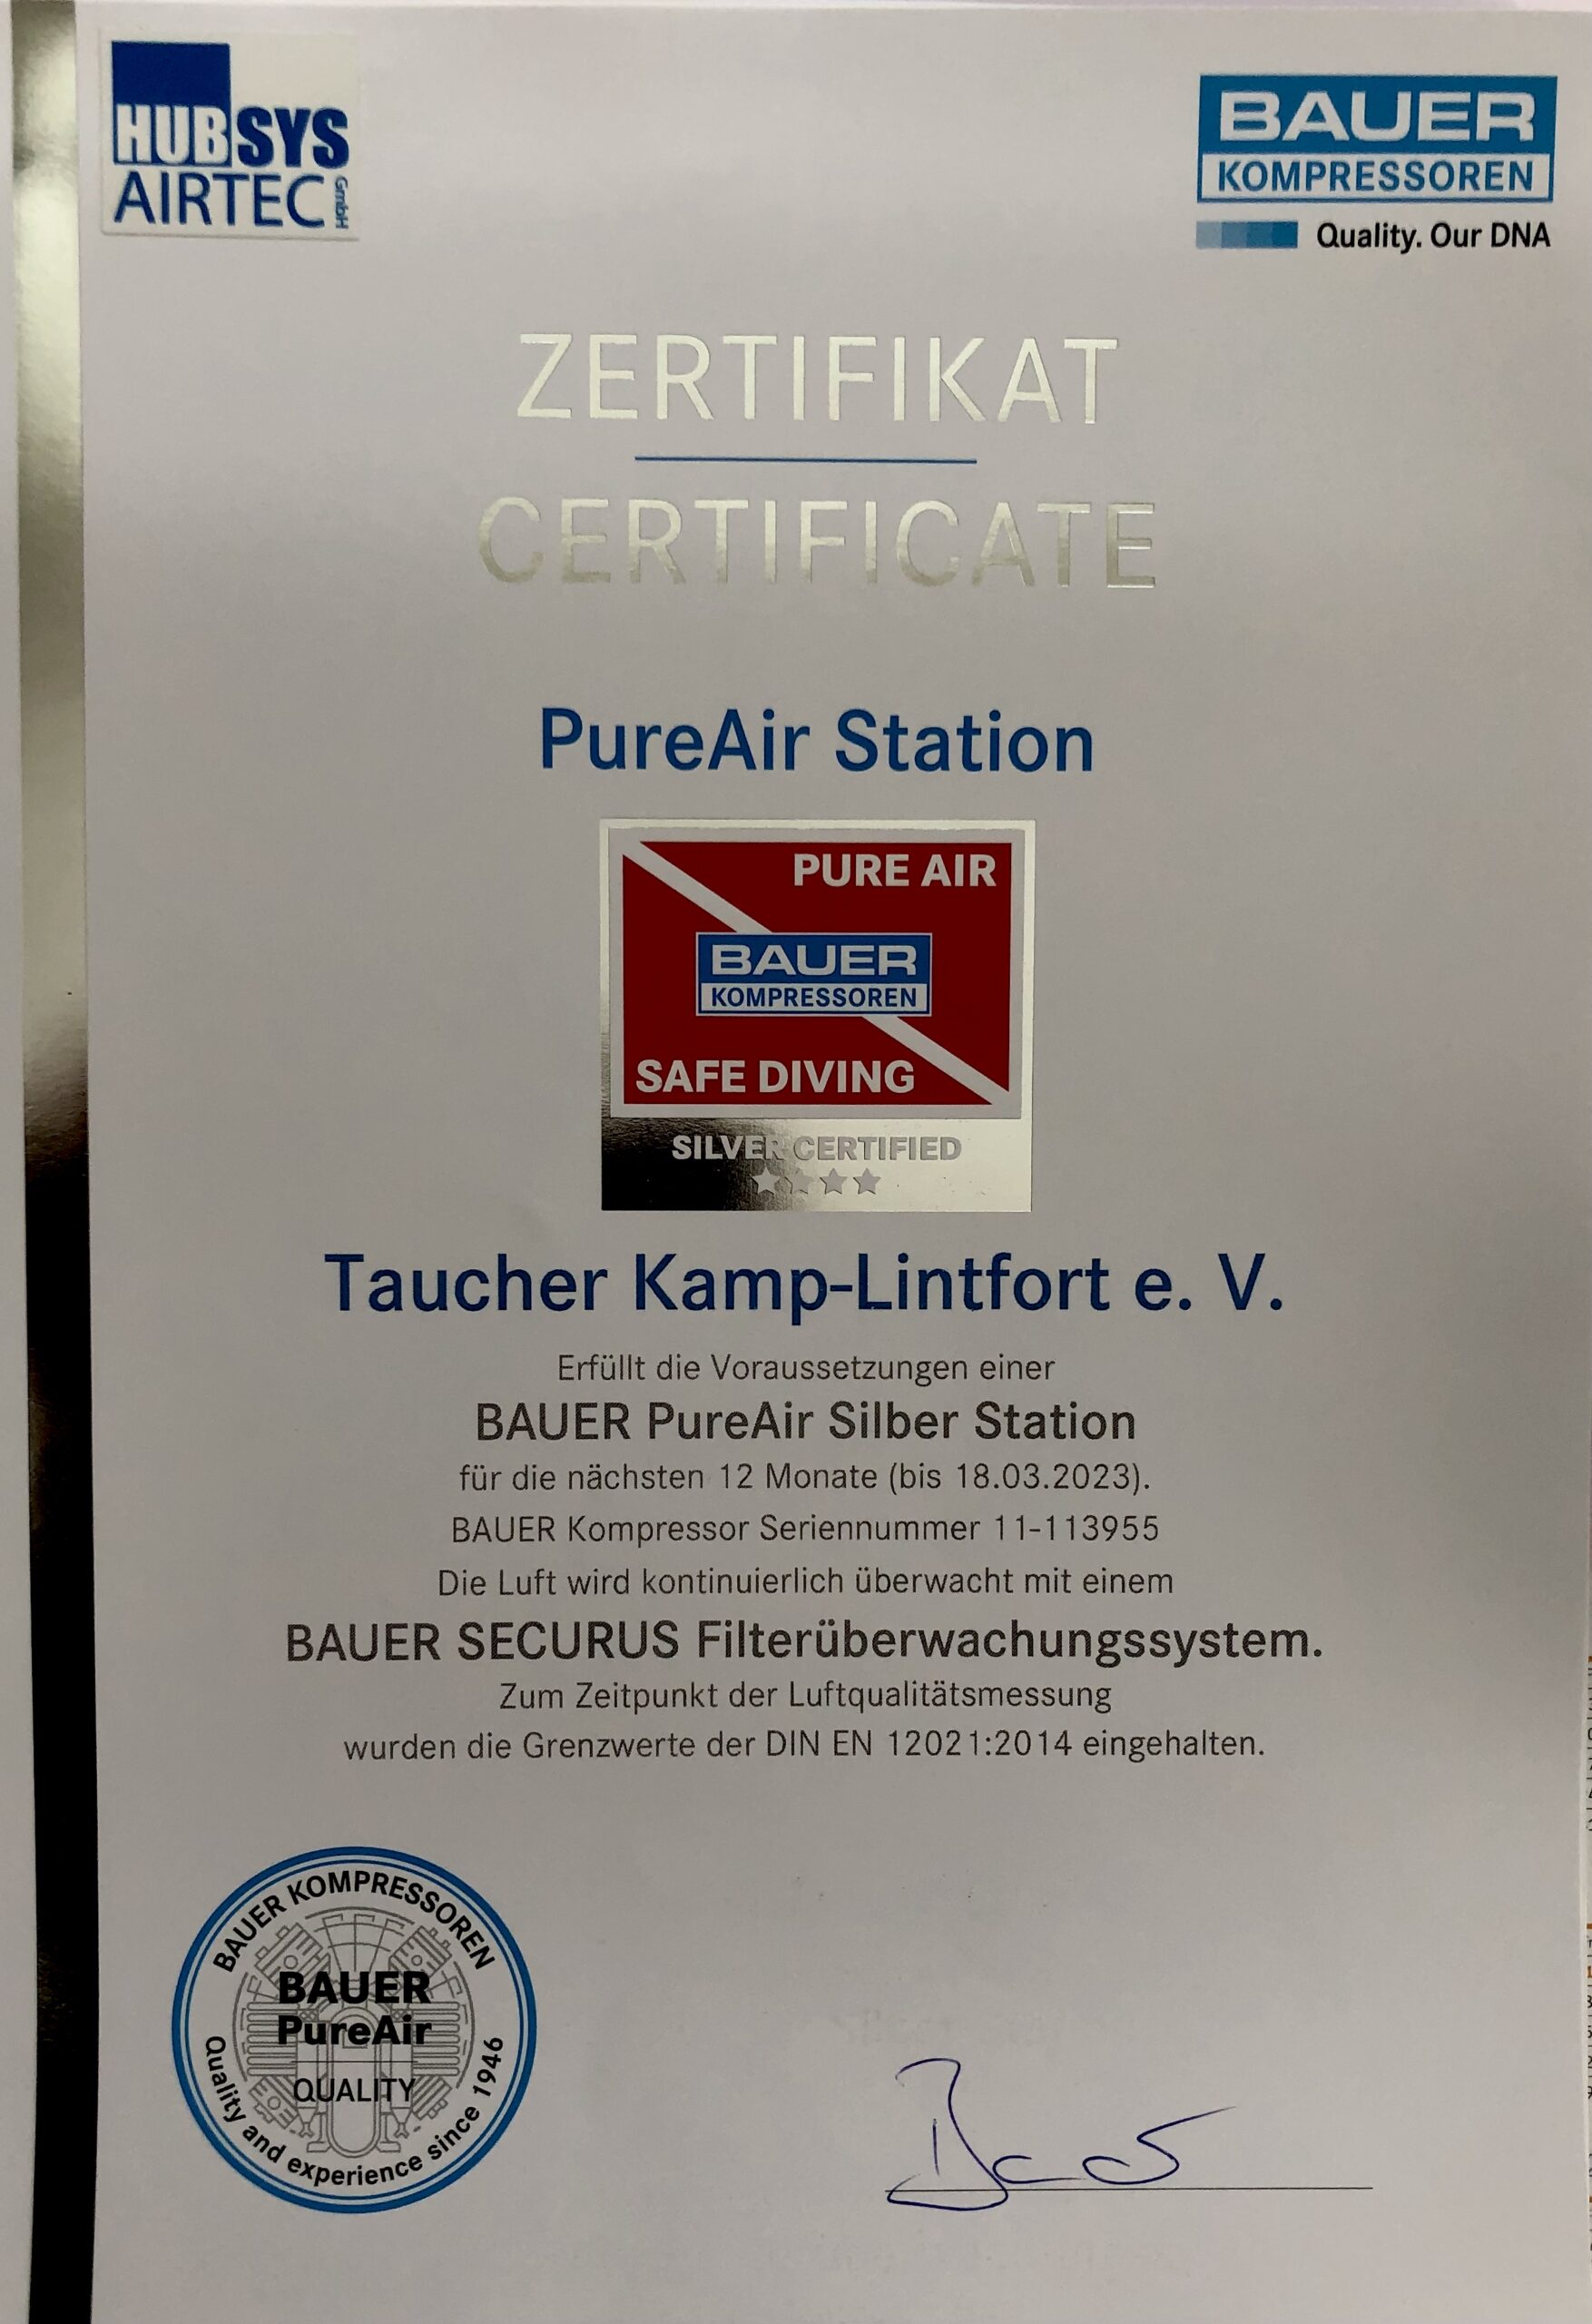 HUBSYS
AIRTEC GmbH
BAUER
KOMPRESSOREN
Quality. Our DNA
ZERTIFIKAT
CERTIFICATE
PureAir Station
PURE AIR
BAUER
KOMPRESSOREN
SAFE DIVING
SILVER CERTIFIED
Taucher Kamp-Lintfort e. V.
Erfüllt die Voraussetzungen einer
BAUER PureAir Silber Station
für die nächsten 12 Monate (bis 18.03.2023).
BAUER Kompressor Seriennummer 11-113955
Die Luft wird kontinuierlich überwacht mit einem
BAUER SECURUS Filterüberwachungssystem.
Zum Zeitpunkt der Luftqualitätsmessung
wurden die Grenzwerte der DIN EN 12021:2014 eingehalten.
BAUER KOMPRESSOREN
BAUER
PureAir
QUALITY
Quality and experience since 1946